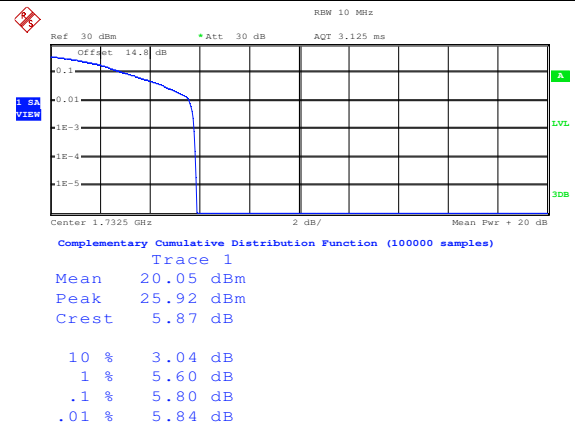 RBW 10 MHz
Ref 30 dBm *Att 30 dB AQT 3.125 ms
Offset 14.8 dB
0.1
A
0.01
1 SA
VIEW
1E-3
LVL
1E-4
1E-5
3DB
Center 1.7325 GHz 2 dB/ Mean Pwr + 20 dB
Complementary Cumulative Distribution Function (100000 samples)
Trace 1
Mean 20.05 dBm
Peak 25.92 dBm
Crest 5.87 dB
10 % 3.04 dB
1 % 5.60 dB
.1 % 5.80 dB
.01 % 5.84 dB